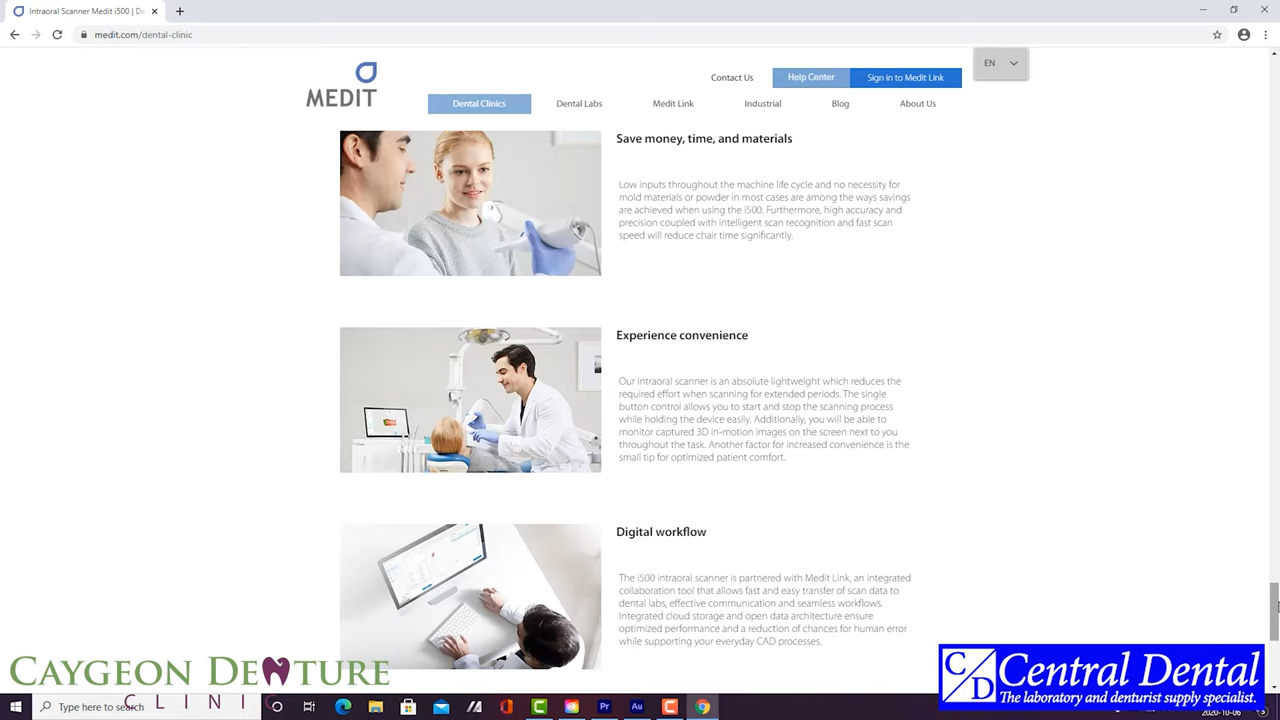 Intraoral Scanner Medit i500 | De
medit.com/dental-clinic
EN
Contact Us
Help Center
Sign in to Medit Link
MEDIT
Dental Clinics
Dental Labs
Medit Link
Industrial
Blog
About Us
Save money, time, and materials
Low inputs throughout the machine life cycle and no necessity for
mold materials or powder in most cases are among the ways savings
are achieved when using the i500. Furthermore, high accuracy and
precision coupled with intelligent scan recognition and fast scan
speed will reduce chair time significantly.
Experience convenience
Our intraoral scanner is an absolute lightweight which reduces the
required effort when scanning for extended periods. The single
button control allows you to start and stop the scanning process
while holding the device easily. Additionally, you will be able to
monitor captured 3D in-motion images on the screen next to you
throughout the task. Another factor for increased convenience is the
small tip for optimized patient comfort.
Digital workflow
The i500 intraoral scanner is partnered with Medit Link, an integrated
collaboration tool that allows fast and easy transfer of scan data to
dental labs, effective communication and seamless workflows.
Integrated cloud storage and open data architecture ensure
optimized performance and a reduction of chances for human error
while supporting your everyday CAD processes.
CAYGEON DENTURE
CLINIC
C D
Central Dental
The laboratory and denturist supply specialist.
Type here to search
Pr
Au
2020-10-06